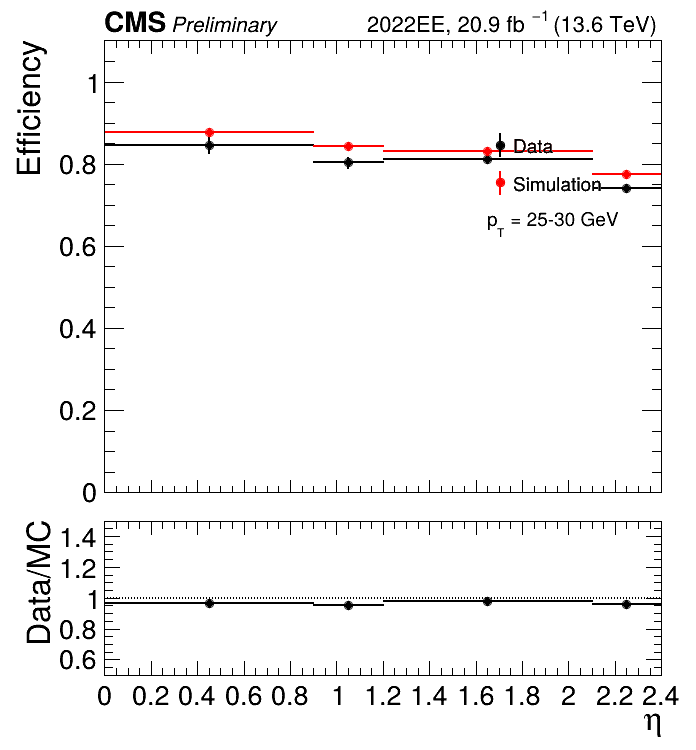 CMS Preliminary 2022EE, 20.9 fb⁻¹ (13.6 TeV)
Efficiency
1
0.8
0.6
0.4
0.2
0
Data
Simulation
p_T = 25-30 GeV
Data/MC
1.4
1.2
1
0.8
0.6
0 0.2 0.4 0.6 0.8 1 1.2 1.4 1.6 1.8 2 2.2 2.4
η